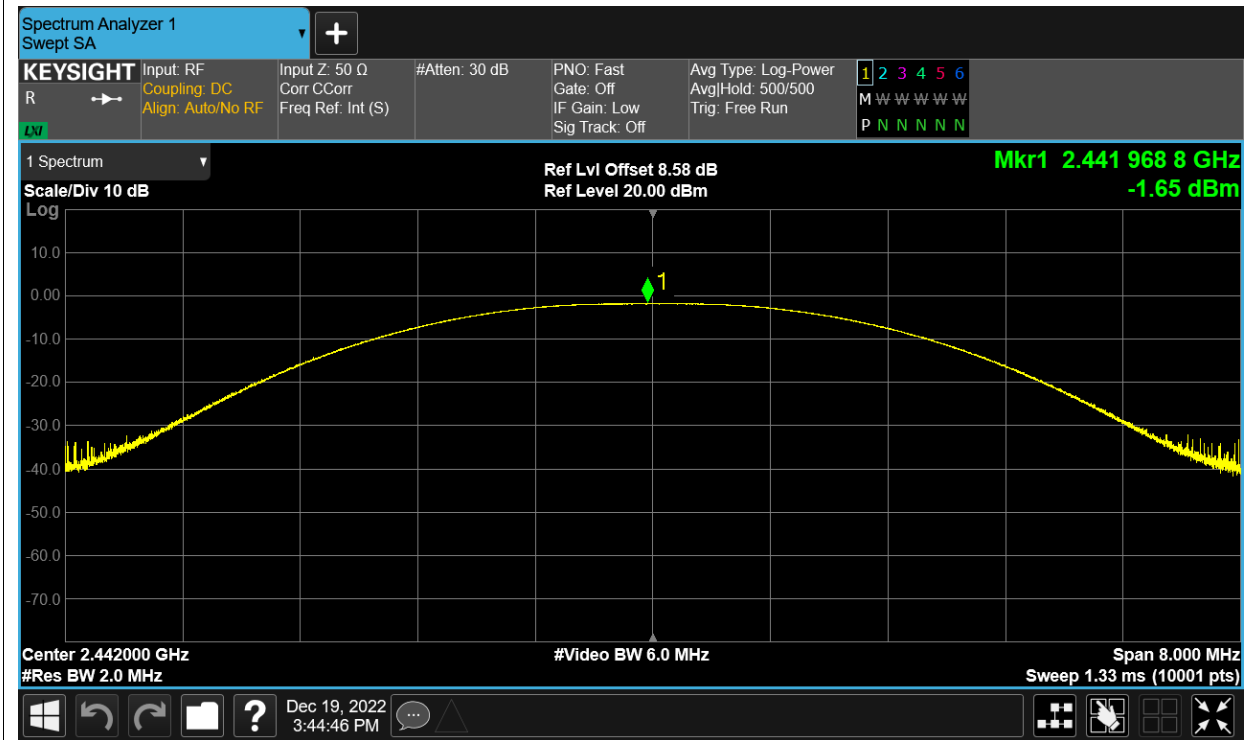 Spectrum Analyzer 1
Swept SA
KEYSIGHT
R
LXI
Input: RF
Coupling: DC
Align: Auto/No RF
Input Z: 50 Ω
Corr CCorr
Freq Ref: Int (S)
#Atten: 30 dB
PNO: Fast
Gate: Off
IF Gain: Low
Sig Track: Off
Avg Type: Log-Power
Avg|Hold: 500/500
Trig: Free Run
1 2 3 4 5 6
M W W W W W
P N N N N N
1 Spectrum
Scale/Div 10 dB
Log
Ref Lvl Offset 8.58 dB
Ref Level 20.00 dBm
Mkr1 2.441 968 8 GHz
-1.65 dBm
10.0
0.00
-10.0
-20.0
-30.0
-40.0
-50.0
-60.0
-70.0
1
Center 2.442000 GHz
#Res BW 2.0 MHz
#Video BW 6.0 MHz
Span 8.000 MHz
Sweep 1.33 ms (10001 pts)
?
Dec 19, 2022
3:44:46 PM